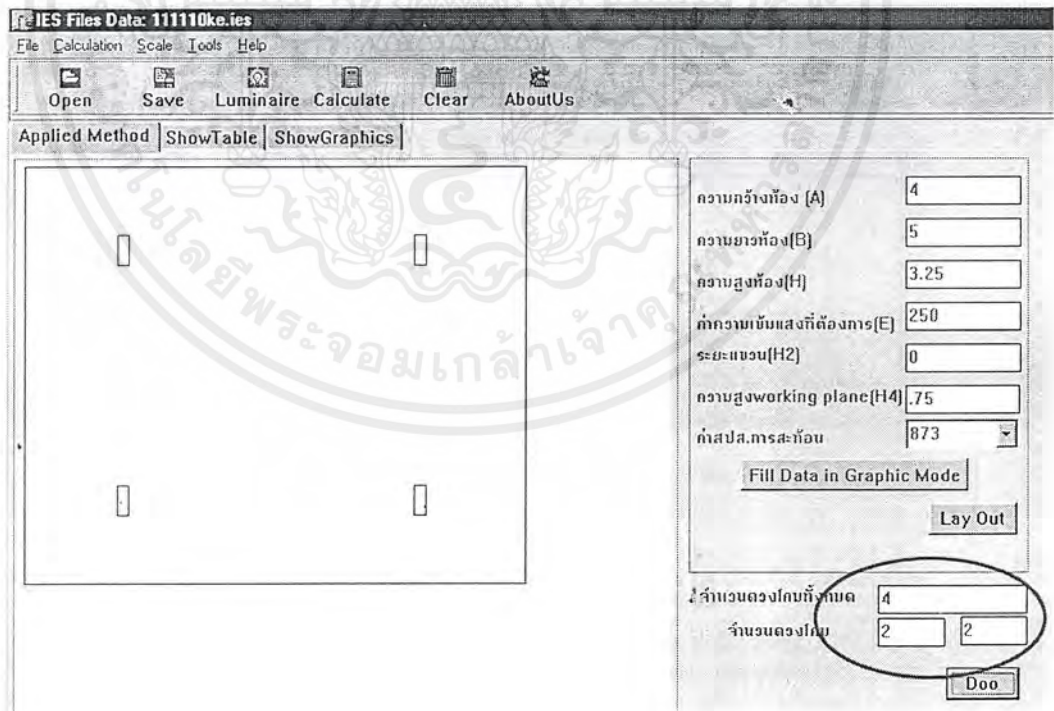 IES Files Data: 111110ke.ies
File Calculation Scale Tools Help
Open Save Luminaire Calculate Clear AboutUs
Applied Method ShowTable ShowGraphics
ความกว้างห้อง (A) 4
ความยาวห้อง(B) 5
ความสูงห้อง(H) 3.25
ค่าความเข้มแสงที่ต้องการ(E) 250
ระยะแขวน(H2) 0
ความสูงworking plane(H4) .75
ค่าสปส.การสะท้อน 873
Fill Data in Graphic Mode
Lay Out
จำนวนดวงโคมทั้งหมด 4
จำนวนดวงโคม 2 2
Doo